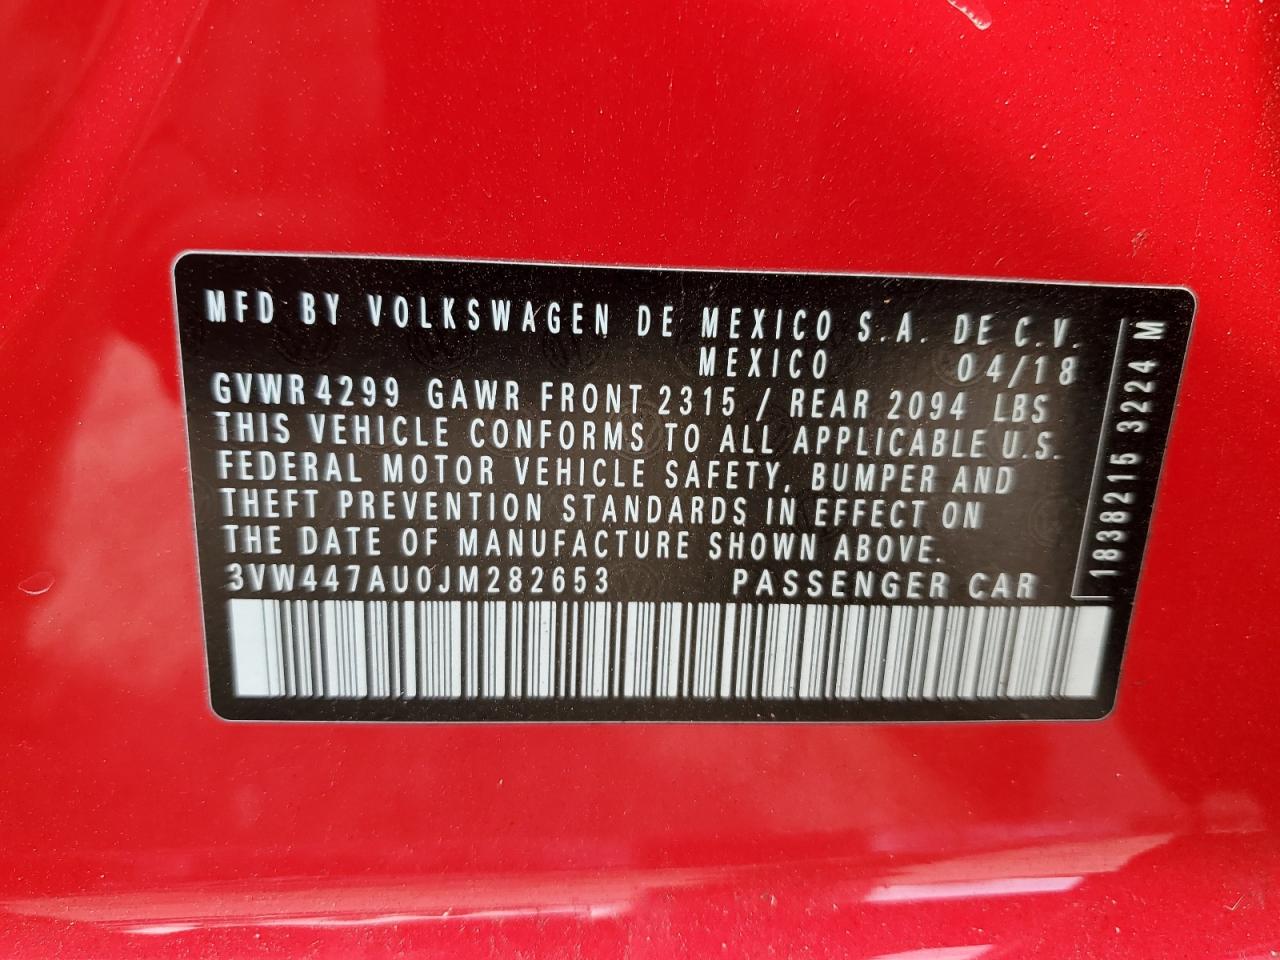 MFD BY VOLKSWAGEN DE MEXICO S.A. DE C.V.
MEXICO 04/18
GVWR 4299 GAWR FRONT 2315 / REAR 2094 LBS
THIS VEHICLE CONFORMS TO ALL APPLICABLE U.S.
FEDERAL MOTOR VEHICLE SAFETY, BUMPER AND
THEFT PREVENTION STANDARDS IN EFFECT ON
THE DATE OF MANUFACTURE SHOWN ABOVE.
3VW447AU0JM282653 PASSENGER CAR
1838215 3224 M